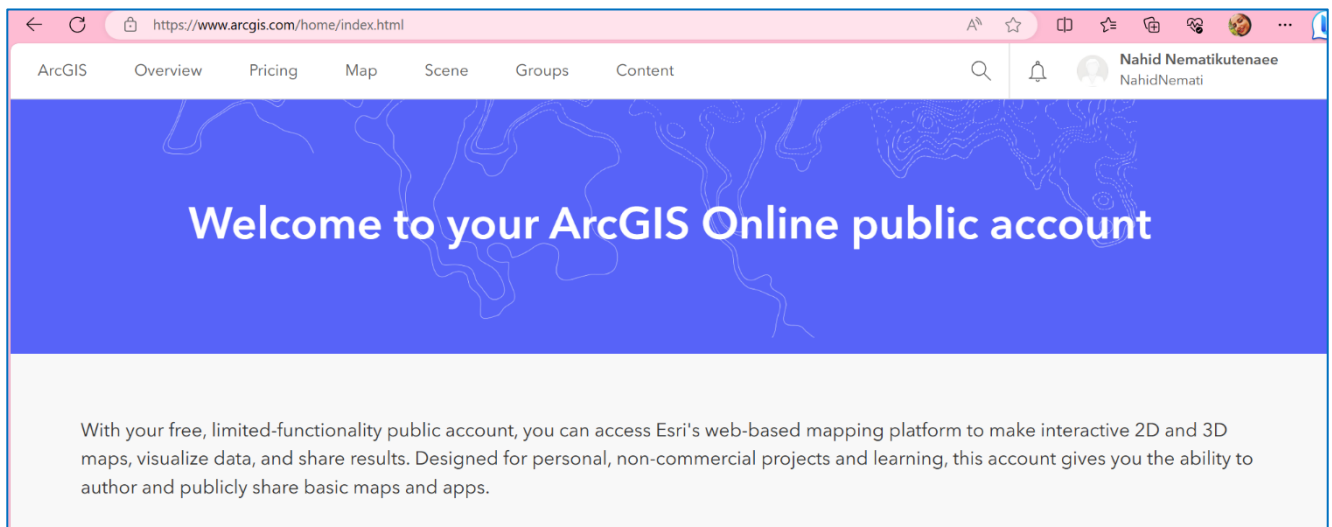 https://www.arcgis.com/home/index.html
ArcGIS Overview Pricing Map Scene Groups Content Nahid Nematikutenaee
NahidNemati
Welcome to your ArcGIS Online public account
With your free, limited-functionality public account, you can access Esri's web-based mapping platform to make interactive 2D and 3D
maps, visualize data, and share results. Designed for personal, non-commercial projects and learning, this account gives you the ability to
author and publicly share basic maps and apps.